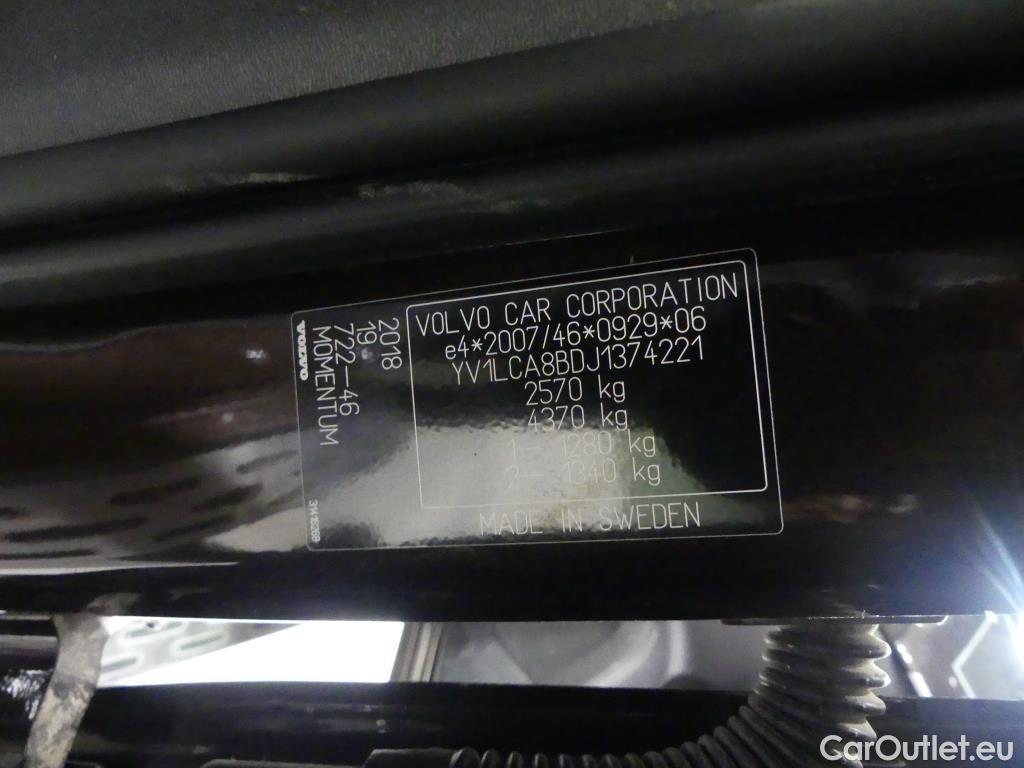 VOLVO CAR CORPORATION
e4*2007/46*0929*06
YV1LCA8BDJ1374221
2570 kg
4370 kg
1— 1280 kg
2— 1340 kg
MADE IN SWEDEN
2018
19
722—46
MOMENTUM
VOLVO
CarOutlet.eu